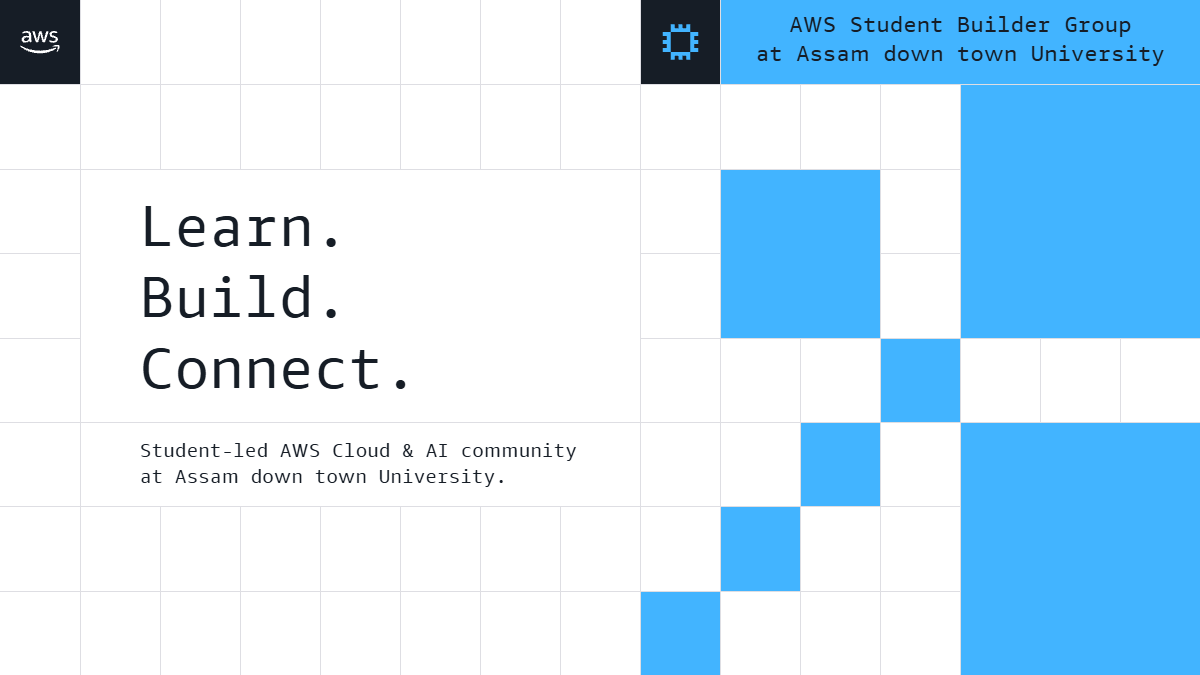 aws
AWS Student Builder Group
at Assam down town University
Learn.
Build.
Connect.
Student-led AWS Cloud & AI community
at Assam down town University.